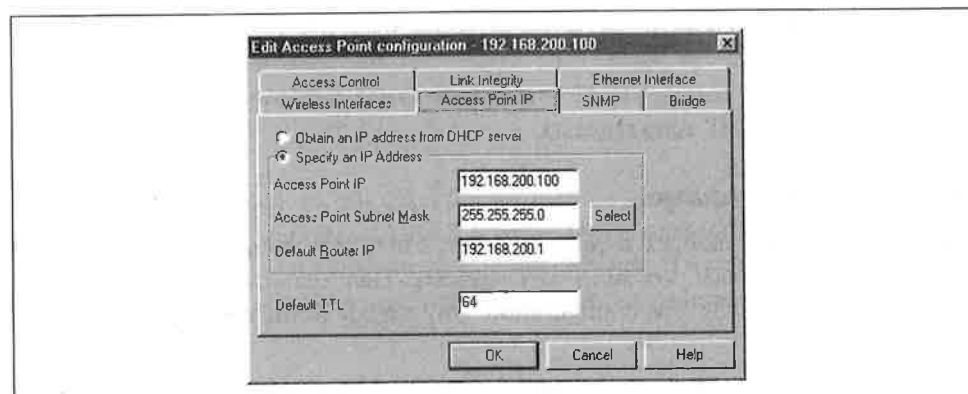 Edit Access Point configuration - 192.168.200.100
Access Control Link Integrity Ethernet Interface
Wireless Interfaces Access Point IP SNMP Bridge
Obtain an IP address from DHCP server
Specify an IP Address
Access Point IP 192.168.200.100
Access Point Subnet Mask 255.255.255.0 Select
Default Router IP 192.168.200.1
Default TTL 64
OK Cancel Help